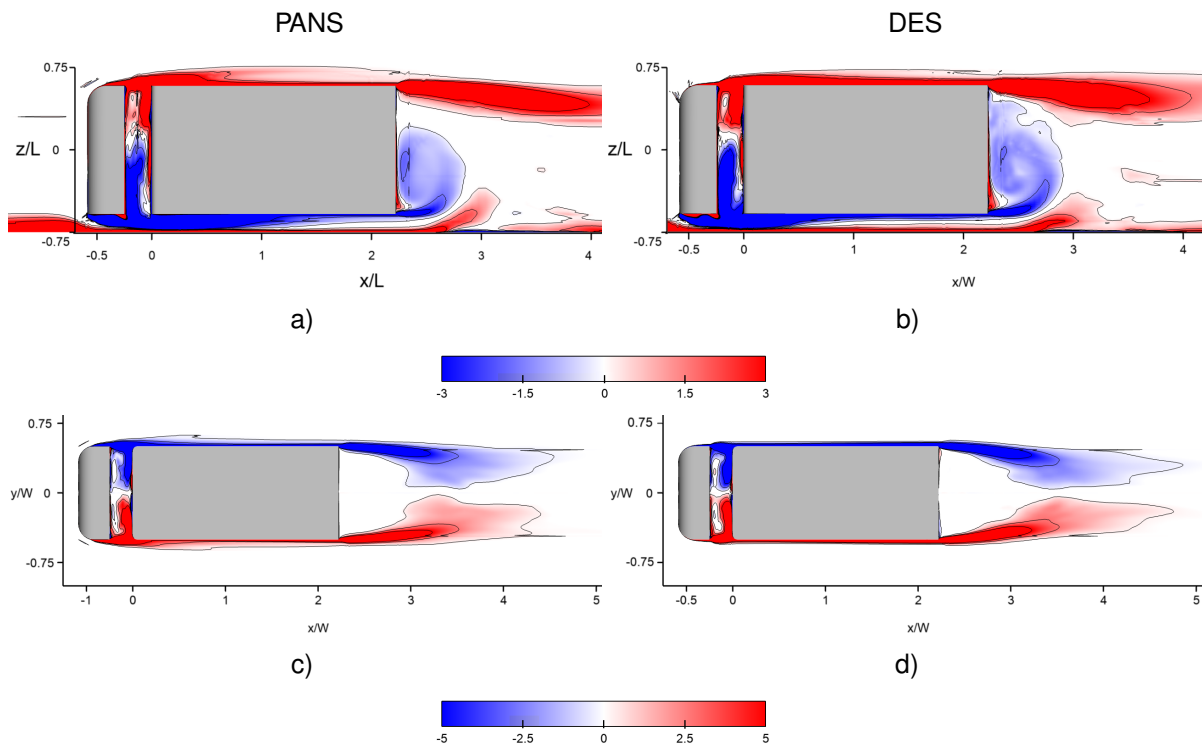 PANS DES
0.75 0.75
z/L 0 z/L 0
-0.75 -0.75
-0.5 0 1 2 3 4 -0.5 0 1 2 3 4
x/L x/W
a) b)
-3 -1.5 0 1.5 3
0.75 0.75
y/W 0 y/W 0
-0.75 -0.75
-1 0 1 2 3 4 5 -0.5 0 1 2 3 4 5
x/W x/W
c) d)
-5 -2.5 0 2.5 5